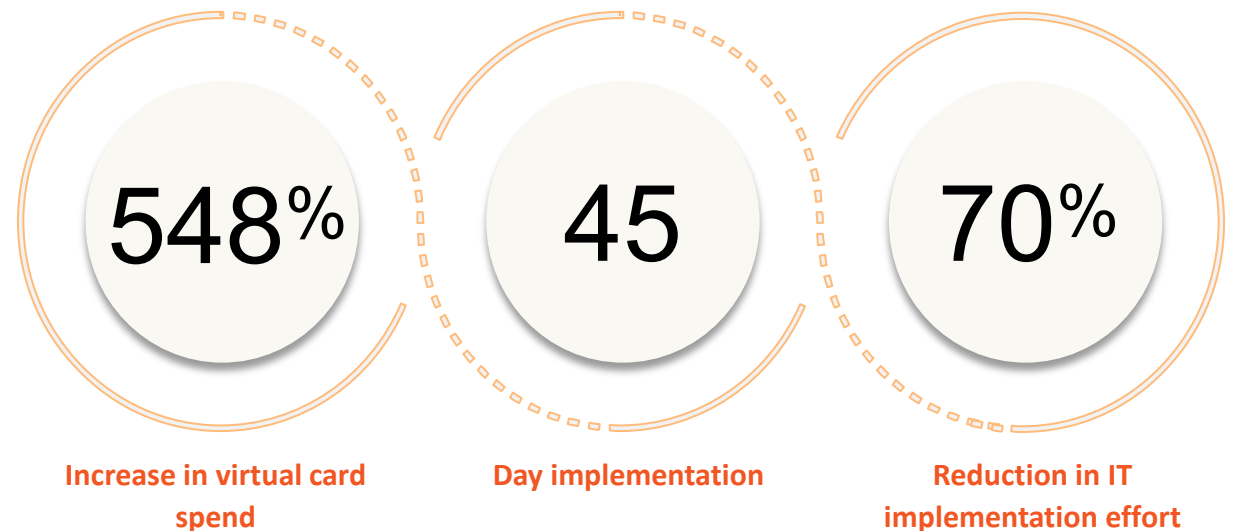 548%
45
70%
Increase in virtual card
spend
Day implementation
Reduction in IT
implementation effort